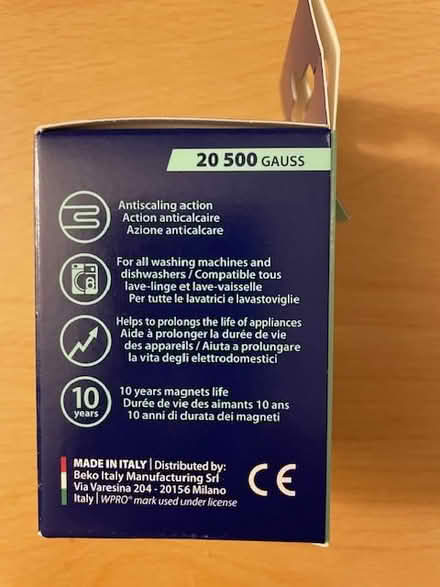 20 500 GAUSS
Antiscaling action
Action anticalcaire
Azione anticalcare
For all washing machines and
dishwashers / Compatible tous
lave-linge et lave-vaisselle
Per tutte le lavatrici e lavastoviglie
Helps to prolongs the life of appliances
Aide à prolonger la durée de vie
des appareils / Aiuta a prolungare
la vita degli elettrodomestici
10
years
10 years magnets life
Durée de vie des aimants 10 ans
10 anni di durata dei magneti
MADE IN ITALY | Distributed by:
Beko Italy Manufacturing Srl
Via Varesina 204 - 20156 Milano
Italy | WPRO® mark used under license
CE